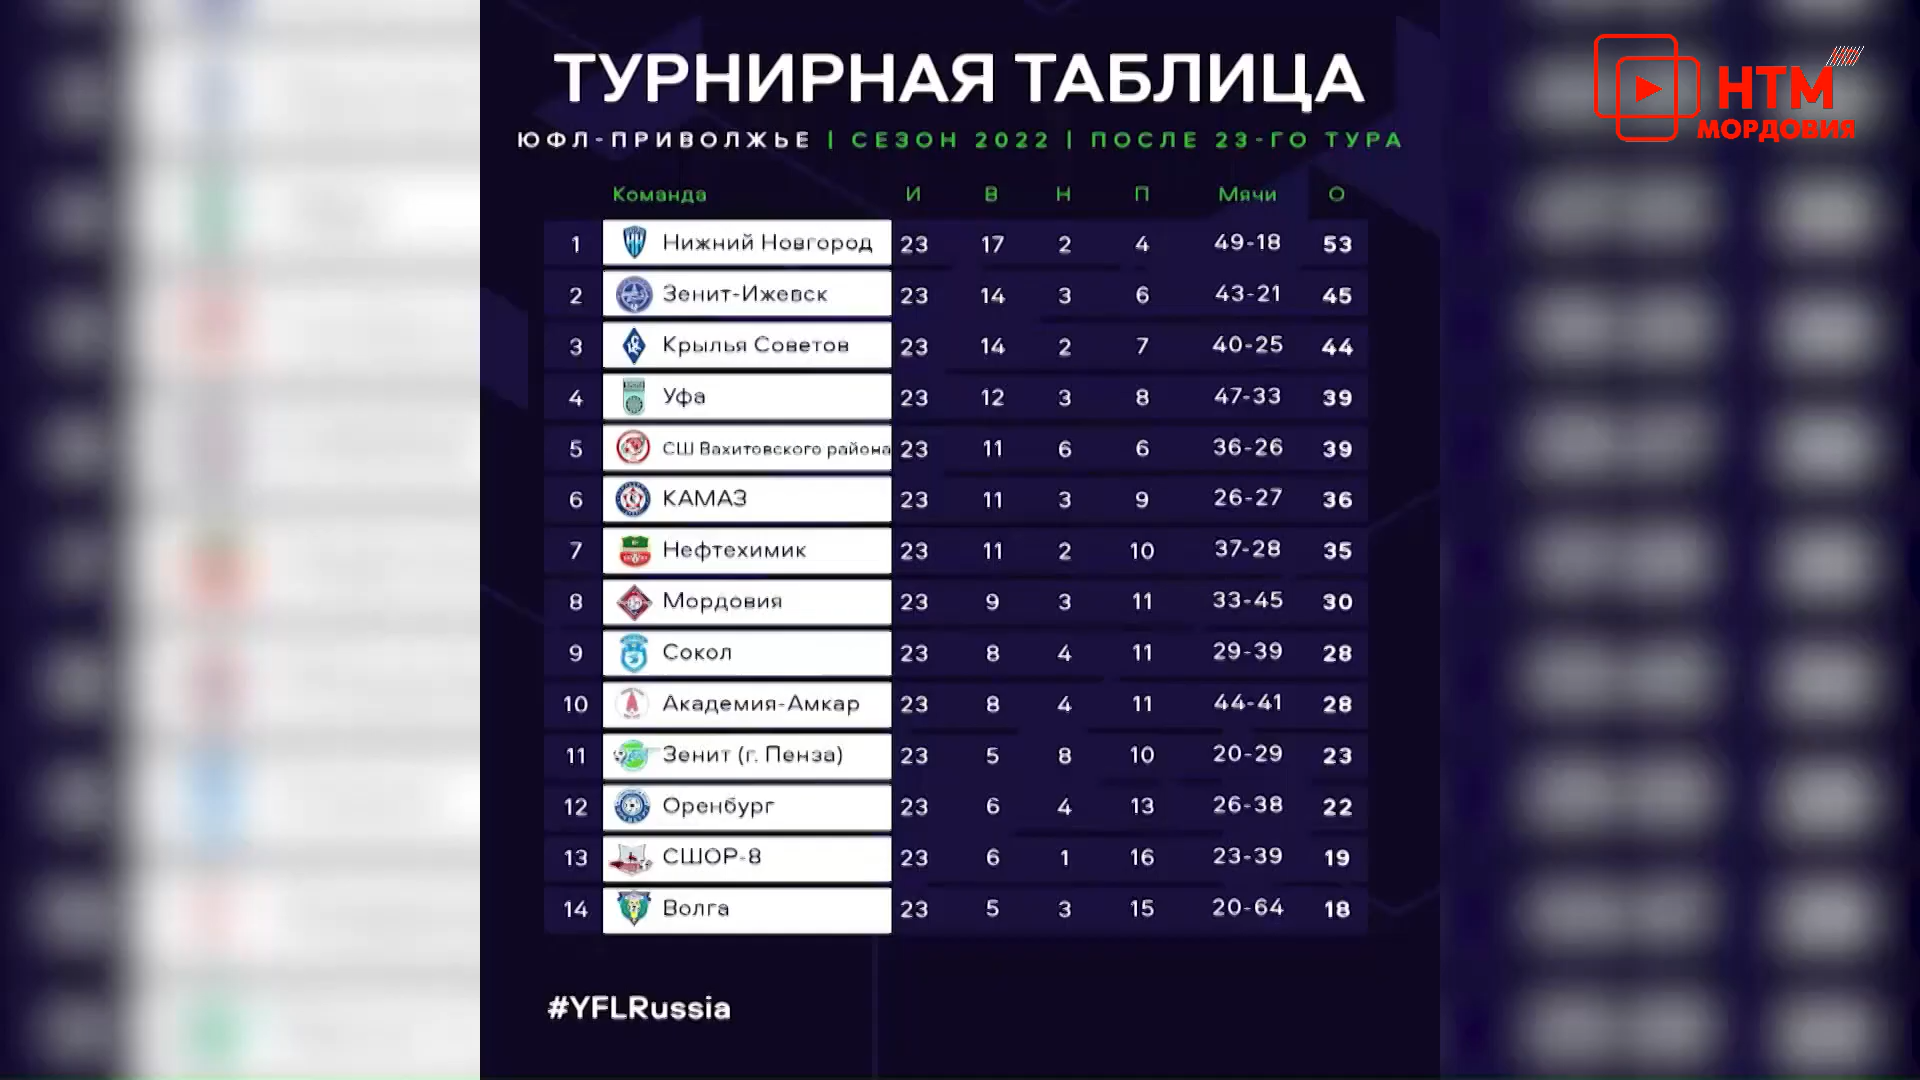 ТУРНИРНАЯ ТАБЛИЦА
ЮФЛ-ПРИВОЛЖЬЕ | СЕЗОН 2022 | ПОСЛЕ 23-ГО ТУРА
НТМ
МОРДОВИЯ
Команда И В Н П Мячи О
1 Нижний Новгород 23 17 2 4 49-18 53
2 Зенит-Ижевск 23 14 3 6 43-21 45
3 Крылья Советов 23 14 2 7 40-25 44
4 Уфа 23 12 3 8 47-33 39
5 СШ Вахитовского района 23 11 6 6 36-26 39
6 КАМАЗ 23 11 3 9 26-27 36
7 Нефтехимик 23 11 2 10 37-28 35
8 Мордовия 23 9 3 11 33-45 30
9 Сокол 23 8 4 11 29-39 28
10 Академия-Амкар 23 8 4 11 44-41 28
11 Зенит (г. Пенза) 23 5 8 10 20-29 23
12 Оренбург 23 6 4 13 26-38 22
13 СШОР-8 23 6 1 16 23-39 19
14 Волга 23 5 3 15 20-64 18
#YFLRussia